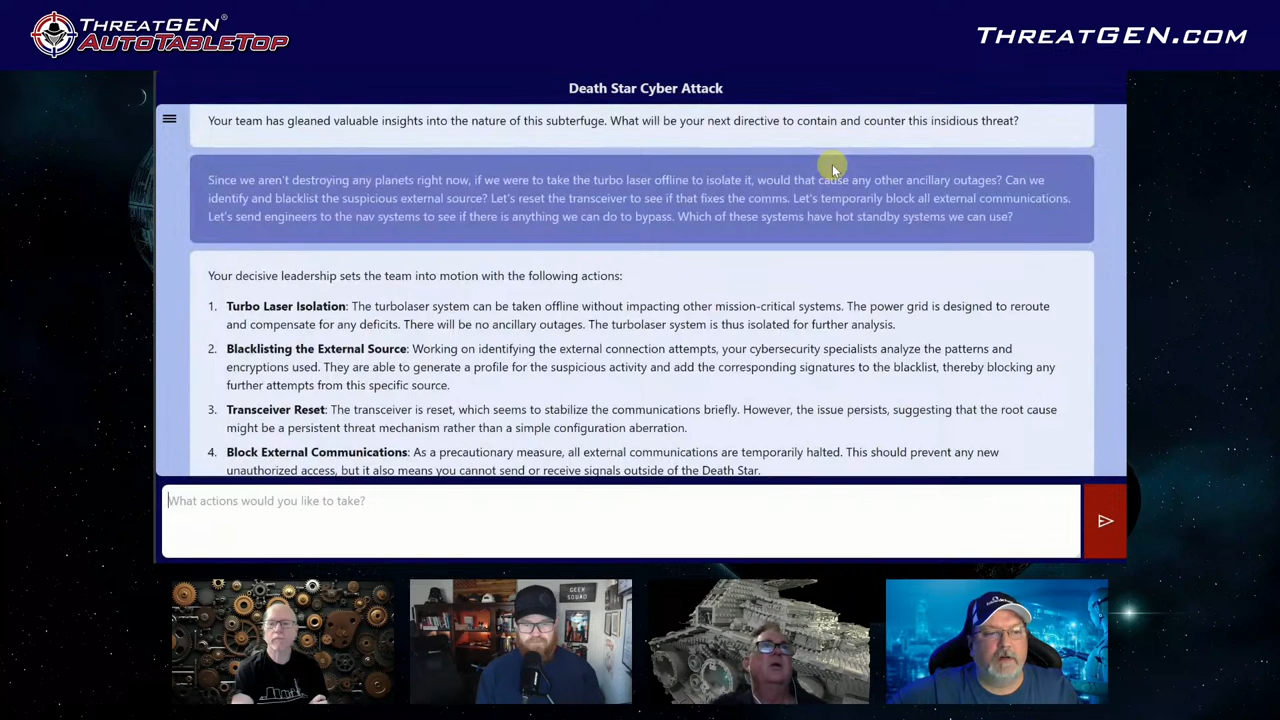 THREATGEN®
AUTOTABLETOP
THREATGEN.COM
Death Star Cyber Attack
Your team has gleaned valuable insights into the nature of this subterfuge. What will be your next directive to contain and counter this insidious threat?
Since we aren't destroying any planets right now, if we were to take the turbo laser offline to isolate it, would that cause any other ancillary outages? Can we
identify and blacklist the suspicious external source? Let's reset the transceiver to see if that fixes the comms. Let's temporarily block all external communications.
Let's send engineers to the nav systems to see if there is anything we can do to bypass. Which of these systems have hot standby systems we can use?
Your decisive leadership sets the team into motion with the following actions:
1. Turbo Laser Isolation: The turbolaser system can be taken offline without impacting other mission-critical systems. The power grid is designed to reroute
and compensate for any deficits. There will be no ancillary outages. The turbolaser system is thus isolated for further analysis.
2. Blacklisting the External Source: Working on identifying the external connection attempts, your cybersecurity specialists analyze the patterns and
encryptions used. They are able to generate a profile for the suspicious activity and add the corresponding signatures to the blacklist, thereby blocking any
further attempts from this specific source.
3. Transceiver Reset: The transceiver is reset, which seems to stabilize the communications briefly. However, the issue persists, suggesting that the root cause
might be a persistent threat mechanism rather than a simple configuration aberration.
4. Block External Communications: As a precautionary measure, all external communications are temporarily halted. This should prevent any new
unauthorized access, but it also means you cannot send or receive signals outside of the Death Star.
What actions would you like to take?
GEEK
SQUAD